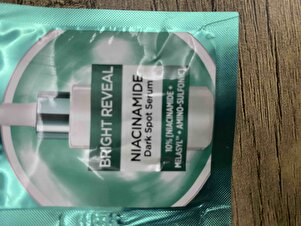 BRIGHT REVEAL
NIACINAMIDE
Dark Spot Serum
10% [NIACINAMIDE +
MELASYL™ + AMINO-SULFONIC]